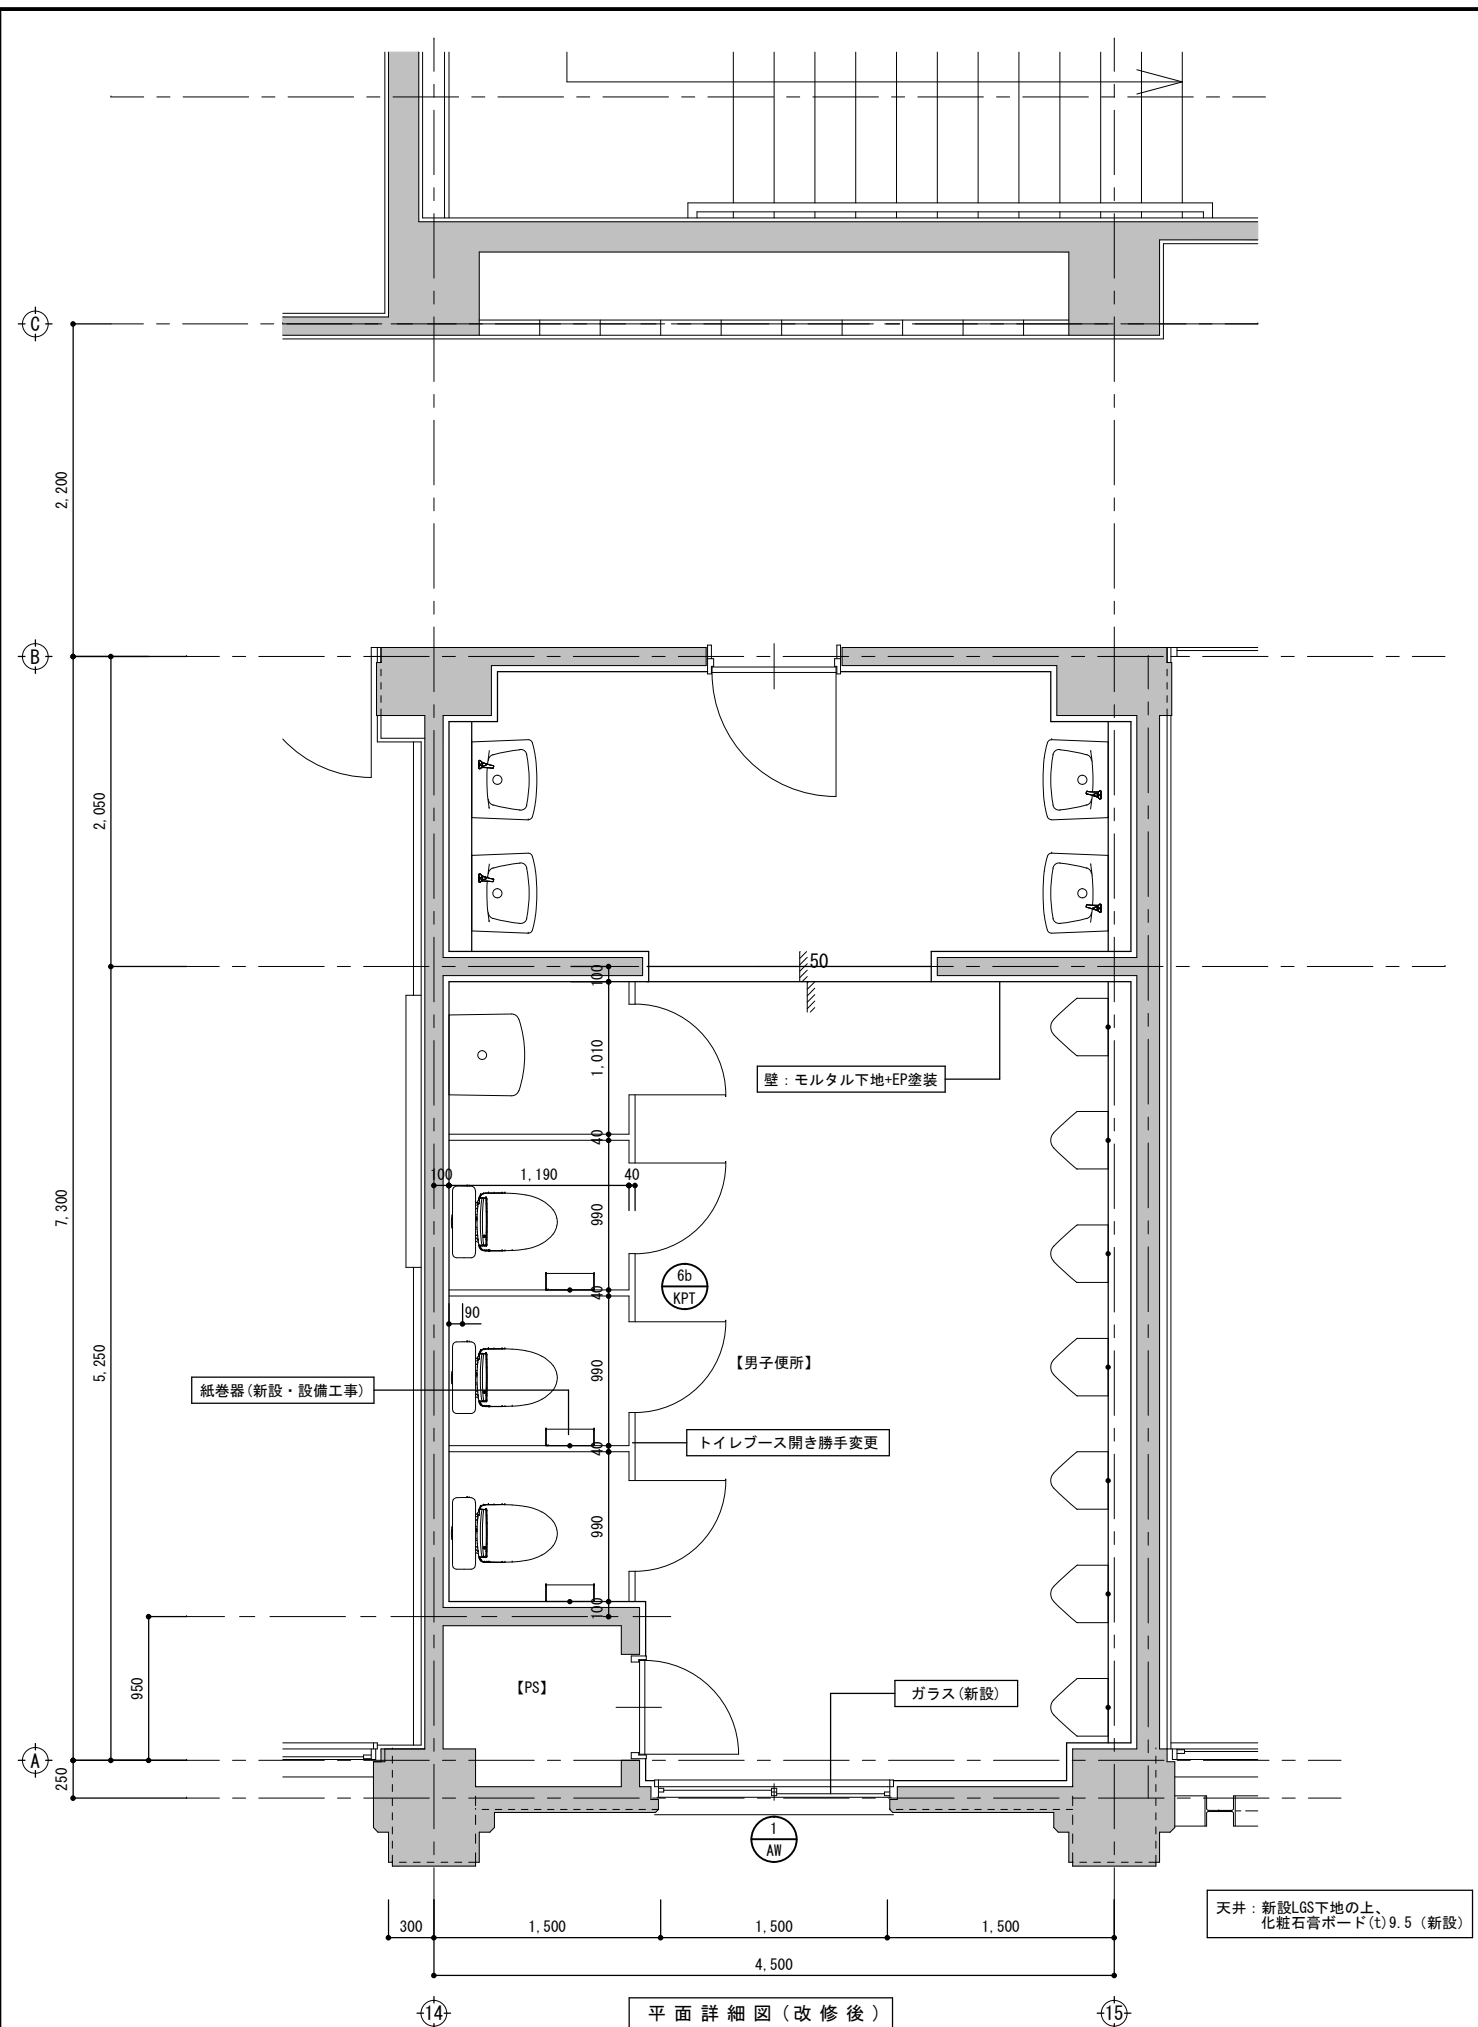 C
2,200
B
50
2,050
100
1,010
壁：モルタル下地+EP塗装
40
100
1,190
40
990
7,300
6b
KPT
40
90
【男子便所】
5,250
990
紙巻器(新設・設備工事)
トイレブース開き勝手変更
40
990
100
950
【PS】
ガラス(新設)
A
250
1
AW
天井：新設LGS下地の上、
化粧石膏ボード(t)9.5（新設)
300
1,500
1,500
1,500
4,500
14
平面詳細図(改修後)
15